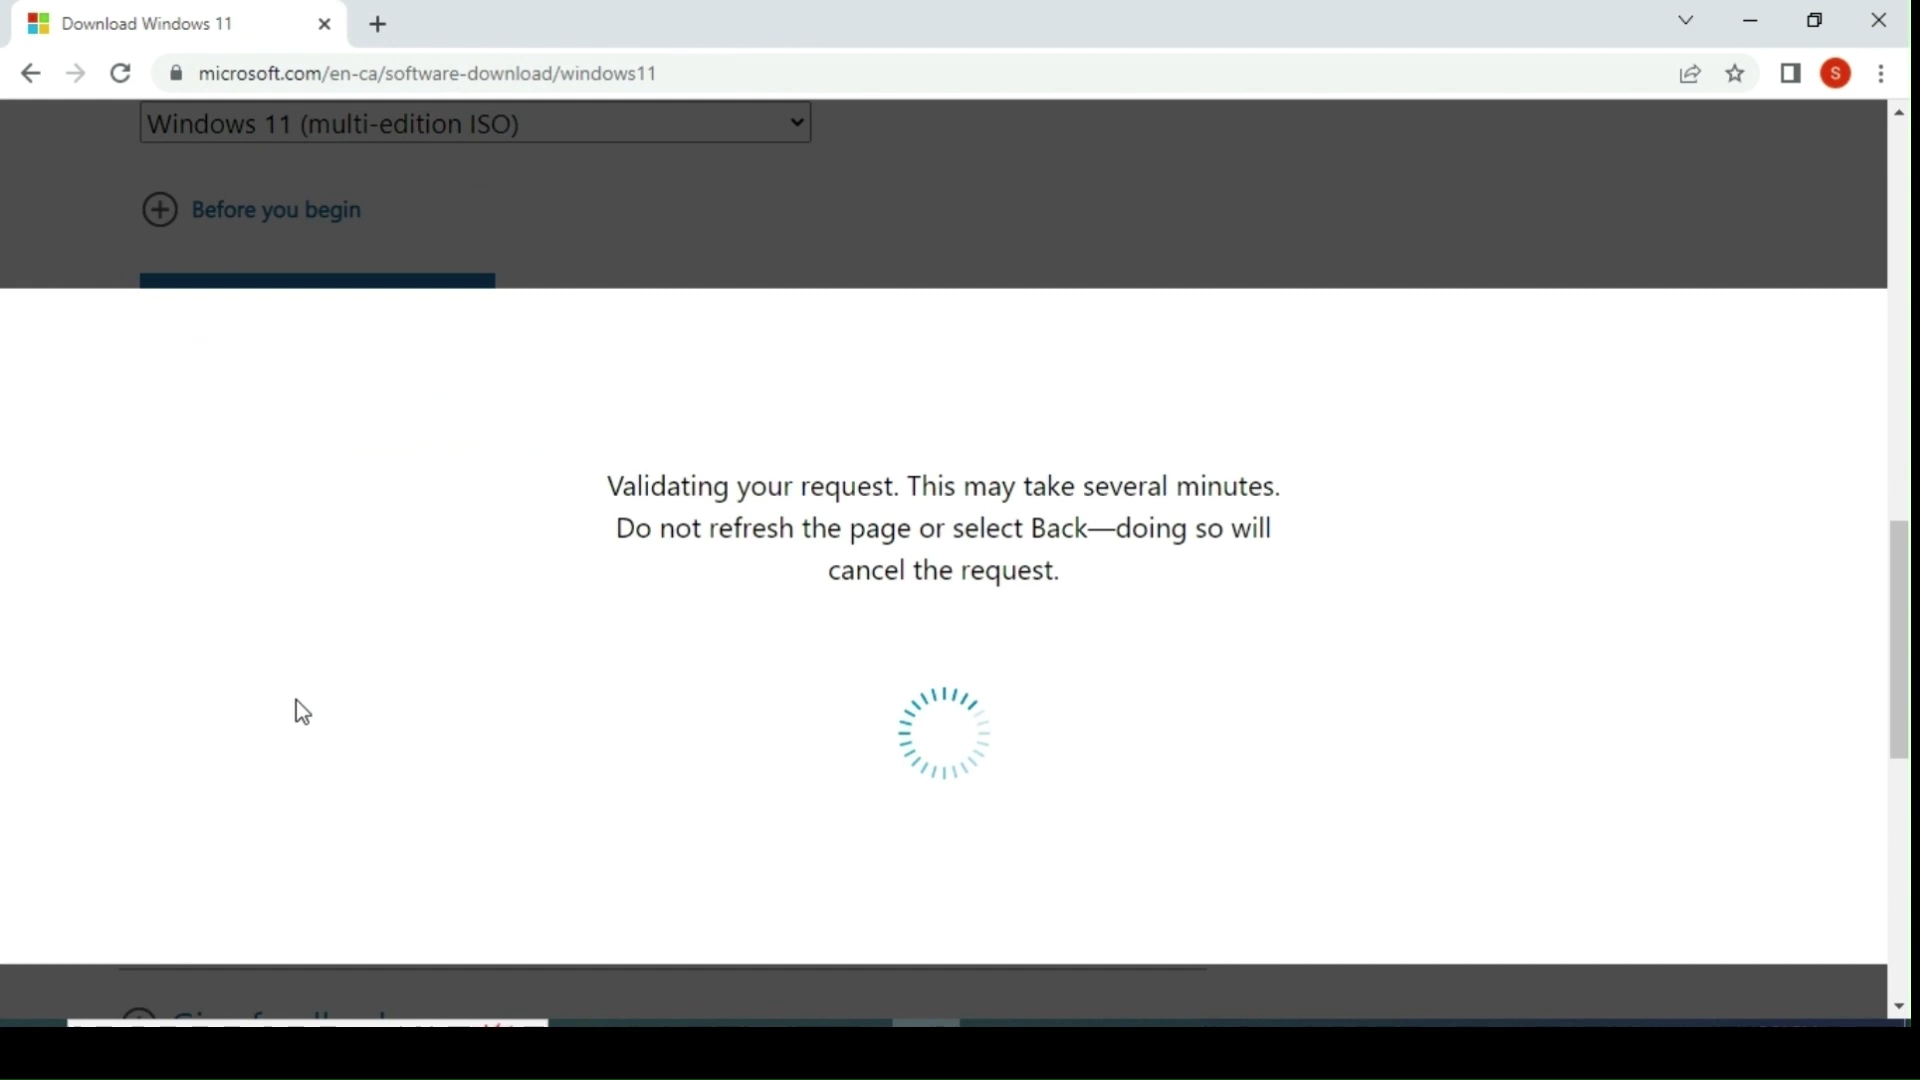 Download Windows 11
microsoft.com/en-ca/software-download/windows11
S
Windows 11 (multi-edition ISO)
Before you begin
Validating your request. This may take several minutes.
Do not refresh the page or select Back—doing so will
cancel the request.